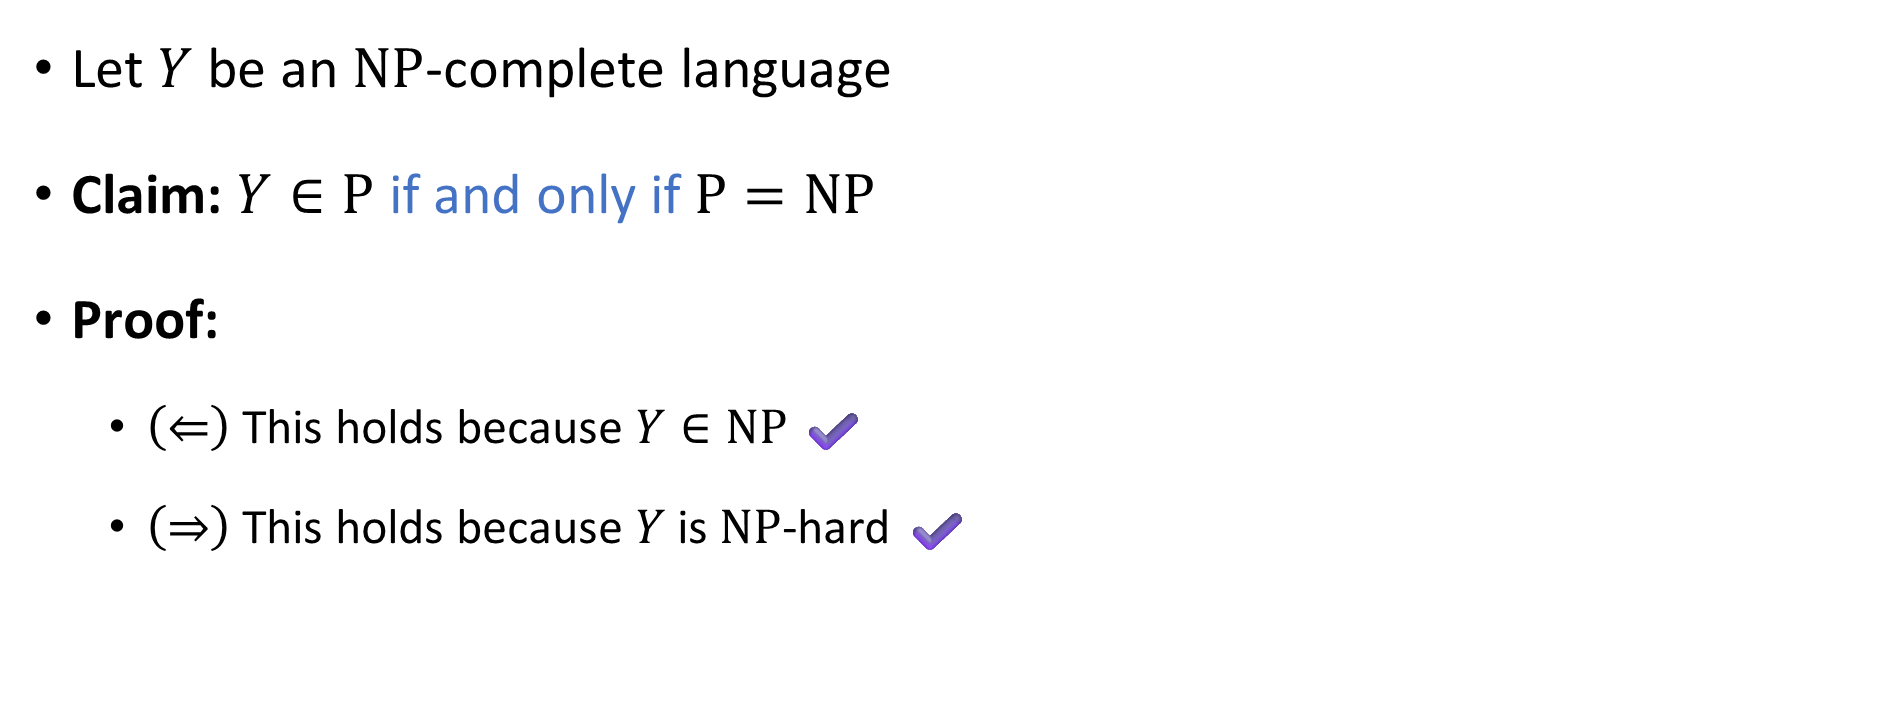 • Let Y be an NP-complete language
• Claim: Y ∈ P if and only if P = NP
• Proof:
• (⇐) This holds because Y ∈ NP ✔
• (⇒) This holds because Y is NP-hard ✔